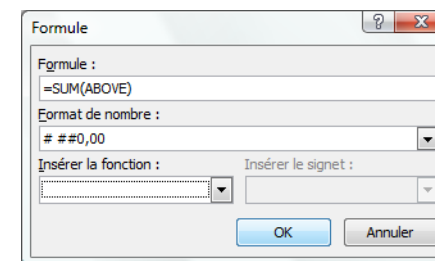 Formule
Formule :
=SUM(ABOVE)
Format de nombre :
# ##0,00
Insérer la fonction :
Insérer le signet :
OK
Annuler